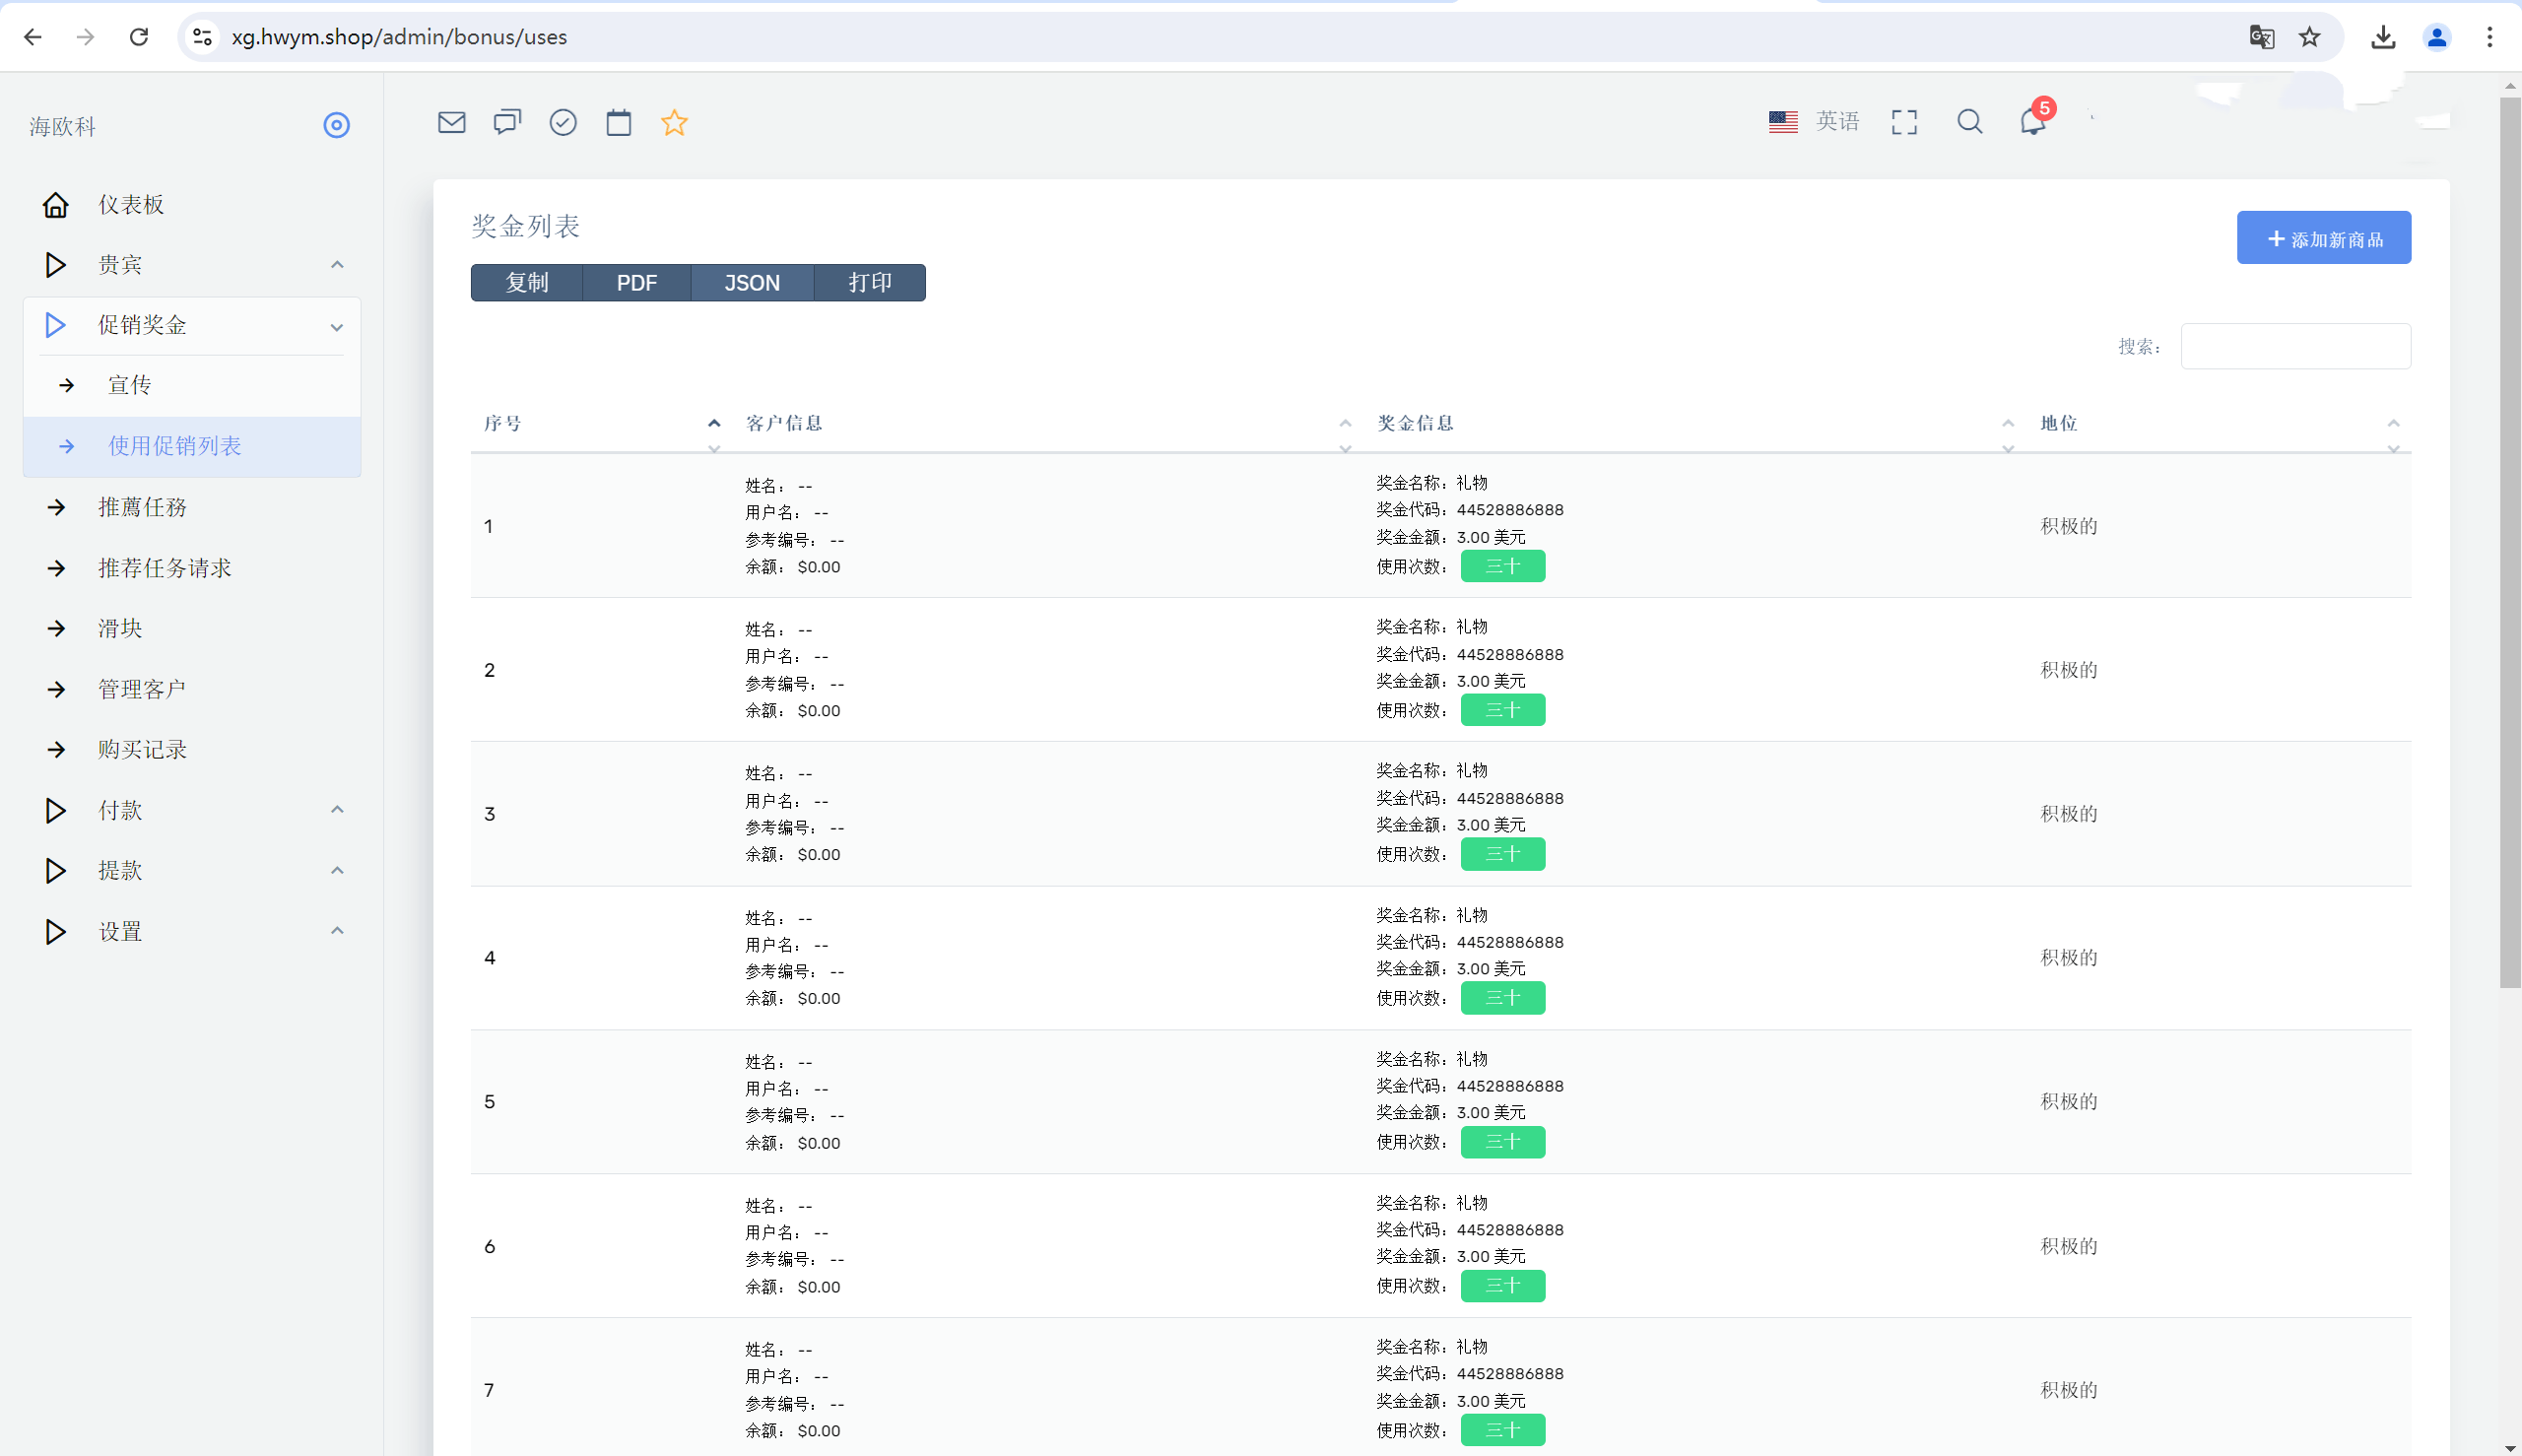 xg.hwym.shop/admin/bonus/uses
海欧科
英语
5
仪表板
贵宾
促销奖金
宣传
使用促销列表
推薦任務
推荐任务请求
滑块
管理客户
购买记录
付款
提款
设置
奖金列表
+ 添加新商品
复制 PDF JSON 打印
搜索：
序号 客户信息 奖金信息 地位
1
姓名： --
用户名： --
参考编号： --
余额： $0.00
奖金名称：礼物
奖金代码：44528886888
奖金金额：3.00 美元
使用次数： 三十
积极的
2
姓名： --
用户名： --
参考编号： --
余额： $0.00
奖金名称：礼物
奖金代码：44528886888
奖金金额：3.00 美元
使用次数： 三十
积极的
3
姓名： --
用户名： --
参考编号： --
余额： $0.00
奖金名称：礼物
奖金代码：44528886888
奖金金额：3.00 美元
使用次数： 三十
积极的
4
姓名： --
用户名： --
参考编号： --
余额： $0.00
奖金名称：礼物
奖金代码：44528886888
奖金金额：3.00 美元
使用次数： 三十
积极的
5
姓名： --
用户名： --
参考编号： --
余额： $0.00
奖金名称：礼物
奖金代码：44528886888
奖金金额：3.00 美元
使用次数： 三十
积极的
6
姓名： --
用户名： --
参考编号： --
余额： $0.00
奖金名称：礼物
奖金代码：44528886888
奖金金额：3.00 美元
使用次数： 三十
积极的
7
姓名： --
用户名： --
参考编号： --
余额： $0.00
奖金名称：礼物
奖金代码：44528886888
奖金金额：3.00 美元
使用次数： 三十
积极的